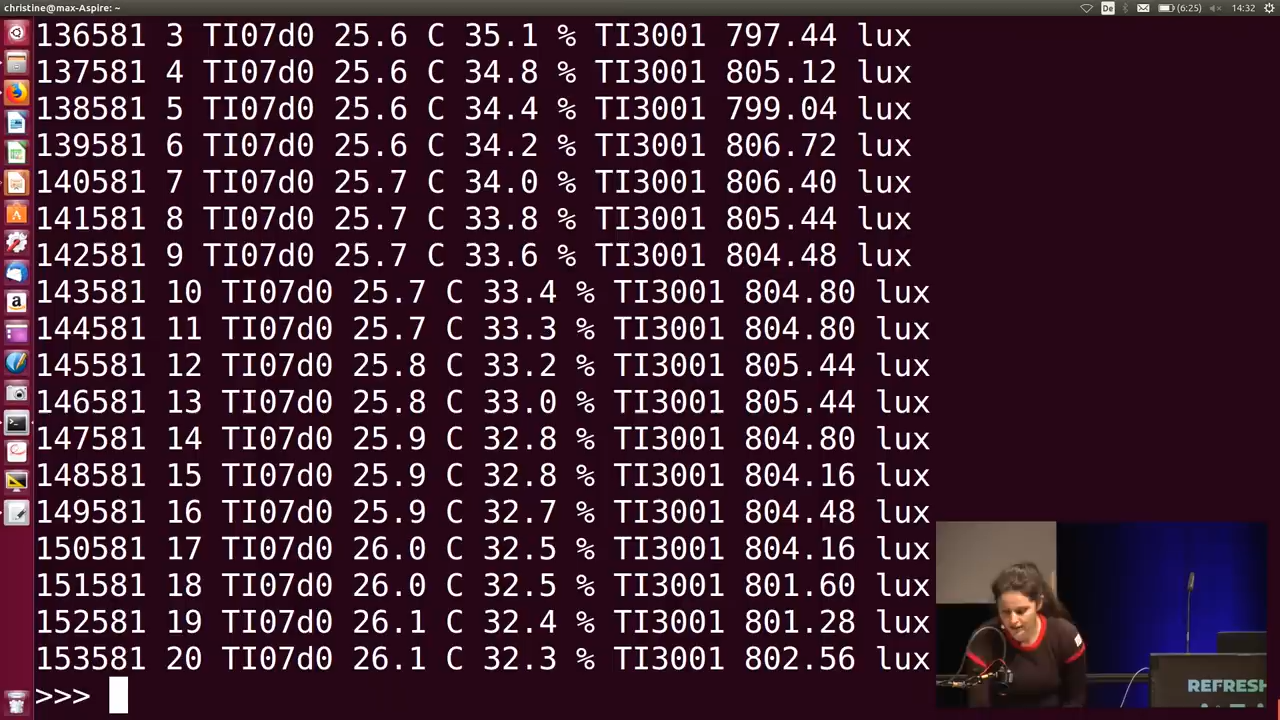 christine@max-Aspire: ~
De
(6:25)
14:32
136581 3 TI07d0 25.6 C 35.1 % TI3001 797.44 lux
137581 4 TI07d0 25.6 C 34.8 % TI3001 805.12 lux
138581 5 TI07d0 25.6 C 34.4 % TI3001 799.04 lux
139581 6 TI07d0 25.6 C 34.2 % TI3001 806.72 lux
140581 7 TI07d0 25.7 C 34.0 % TI3001 806.40 lux
141581 8 TI07d0 25.7 C 33.8 % TI3001 805.44 lux
142581 9 TI07d0 25.7 C 33.6 % TI3001 804.48 lux
143581 10 TI07d0 25.7 C 33.4 % TI3001 804.80 lux
144581 11 TI07d0 25.7 C 33.3 % TI3001 804.80 lux
145581 12 TI07d0 25.8 C 33.2 % TI3001 805.44 lux
146581 13 TI07d0 25.8 C 33.0 % TI3001 805.44 lux
147581 14 TI07d0 25.9 C 32.8 % TI3001 804.80 lux
148581 15 TI07d0 25.9 C 32.8 % TI3001 804.16 lux
149581 16 TI07d0 25.9 C 32.7 % TI3001 804.48 lux
150581 17 TI07d0 26.0 C 32.5 % TI3001 804.16 lux
151581 18 TI07d0 26.0 C 32.5 % TI3001 801.60 lux
152581 19 TI07d0 26.1 C 32.4 % TI3001 801.28 lux
153581 20 TI07d0 26.1 C 32.3 % TI3001 802.56 lux
>>>
REFRESH